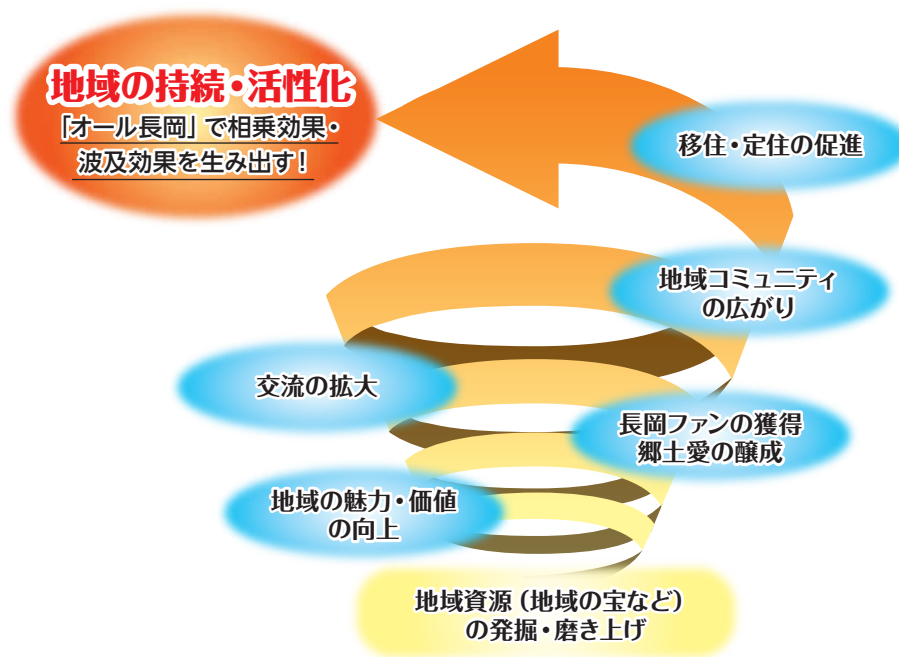 地域の持続・活性化
「オール長岡」で相乗効果・
波及効果を生み出す！
移住・定住の促進
地域コミュニティ
の広がり
交流の拡大
長岡ファンの獲得
郷土愛の醸成
地域の魅力・価値
の向上
地域資源（地域の宝など）
の発掘・磨き上げ